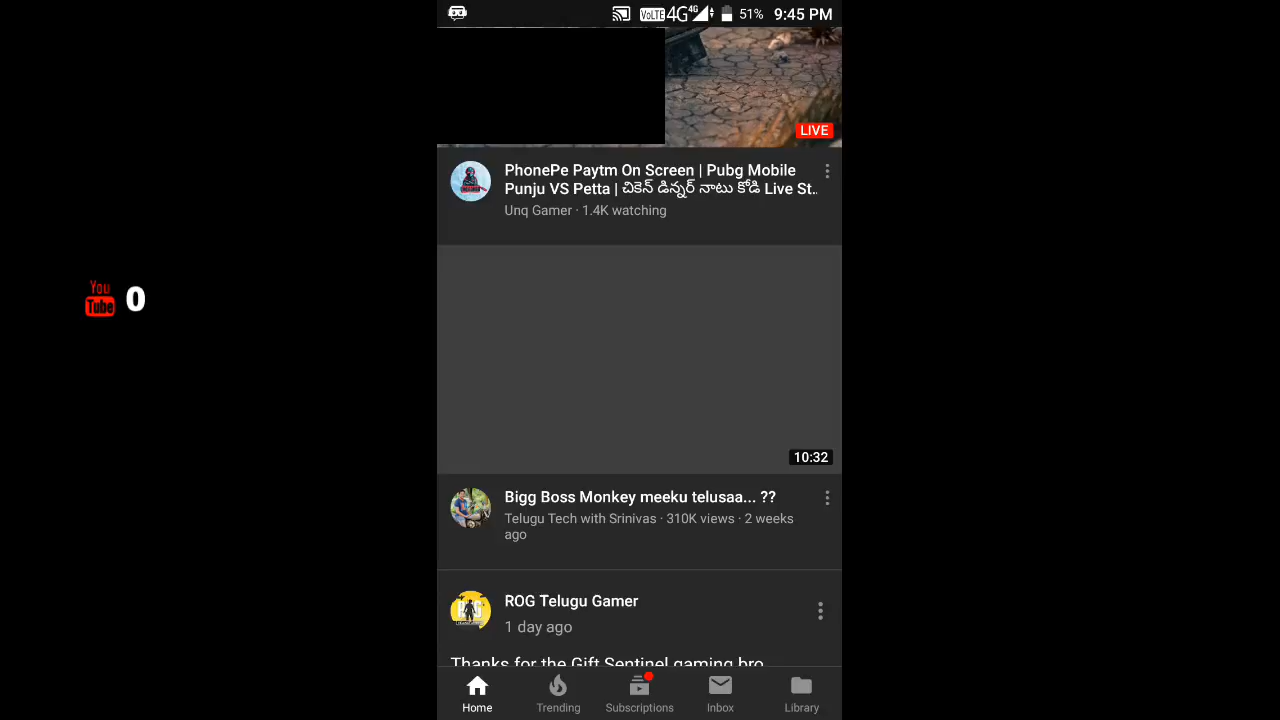 VoLTE 4G 4G 51% 9:45 PM
LIVE
PhonePe Paytm On Screen | Pubg Mobile
Punju VS Petta | చికెన్ డిన్నర్ నాటు కోడి Live St..
Unq Gamer · 1.4K watching
You
Tube 0
10:32
Bigg Boss Monkey meeku telusaa... ??
Telugu Tech with Srinivas · 310K views · 2 weeks
ago
ROG Telugu Gamer
1 day ago
Thanks for the Gift Sentinel gaming bro
Home Trending Subscriptions Inbox Library